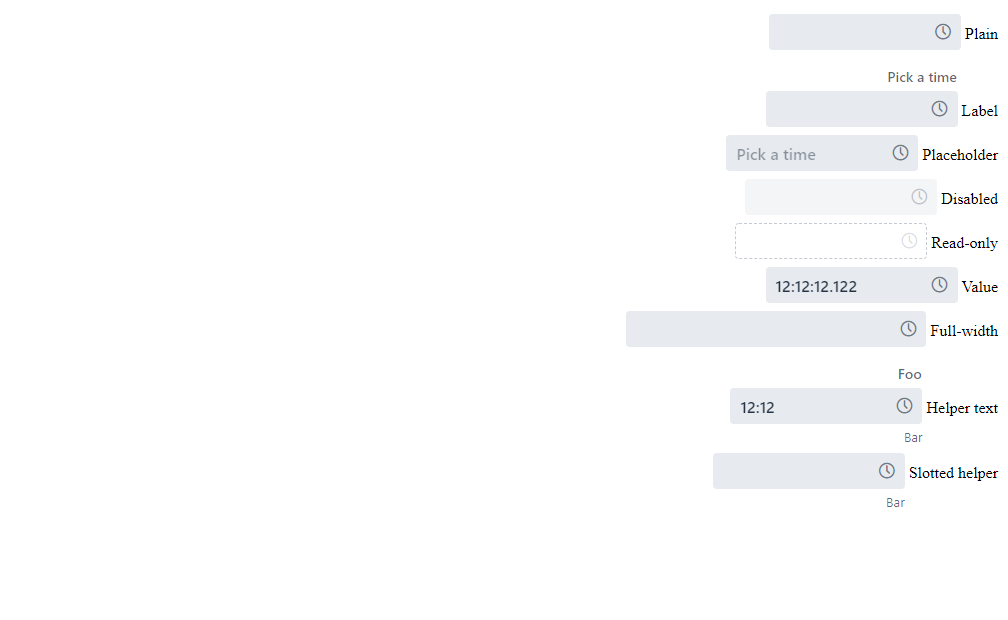 Plain
Pick a time
Label
Pick a time Placeholder
Disabled
Read-only
12:12:12.122 Value
Full-width
Foo
12:12 Helper text
Bar
Slotted helper
Bar